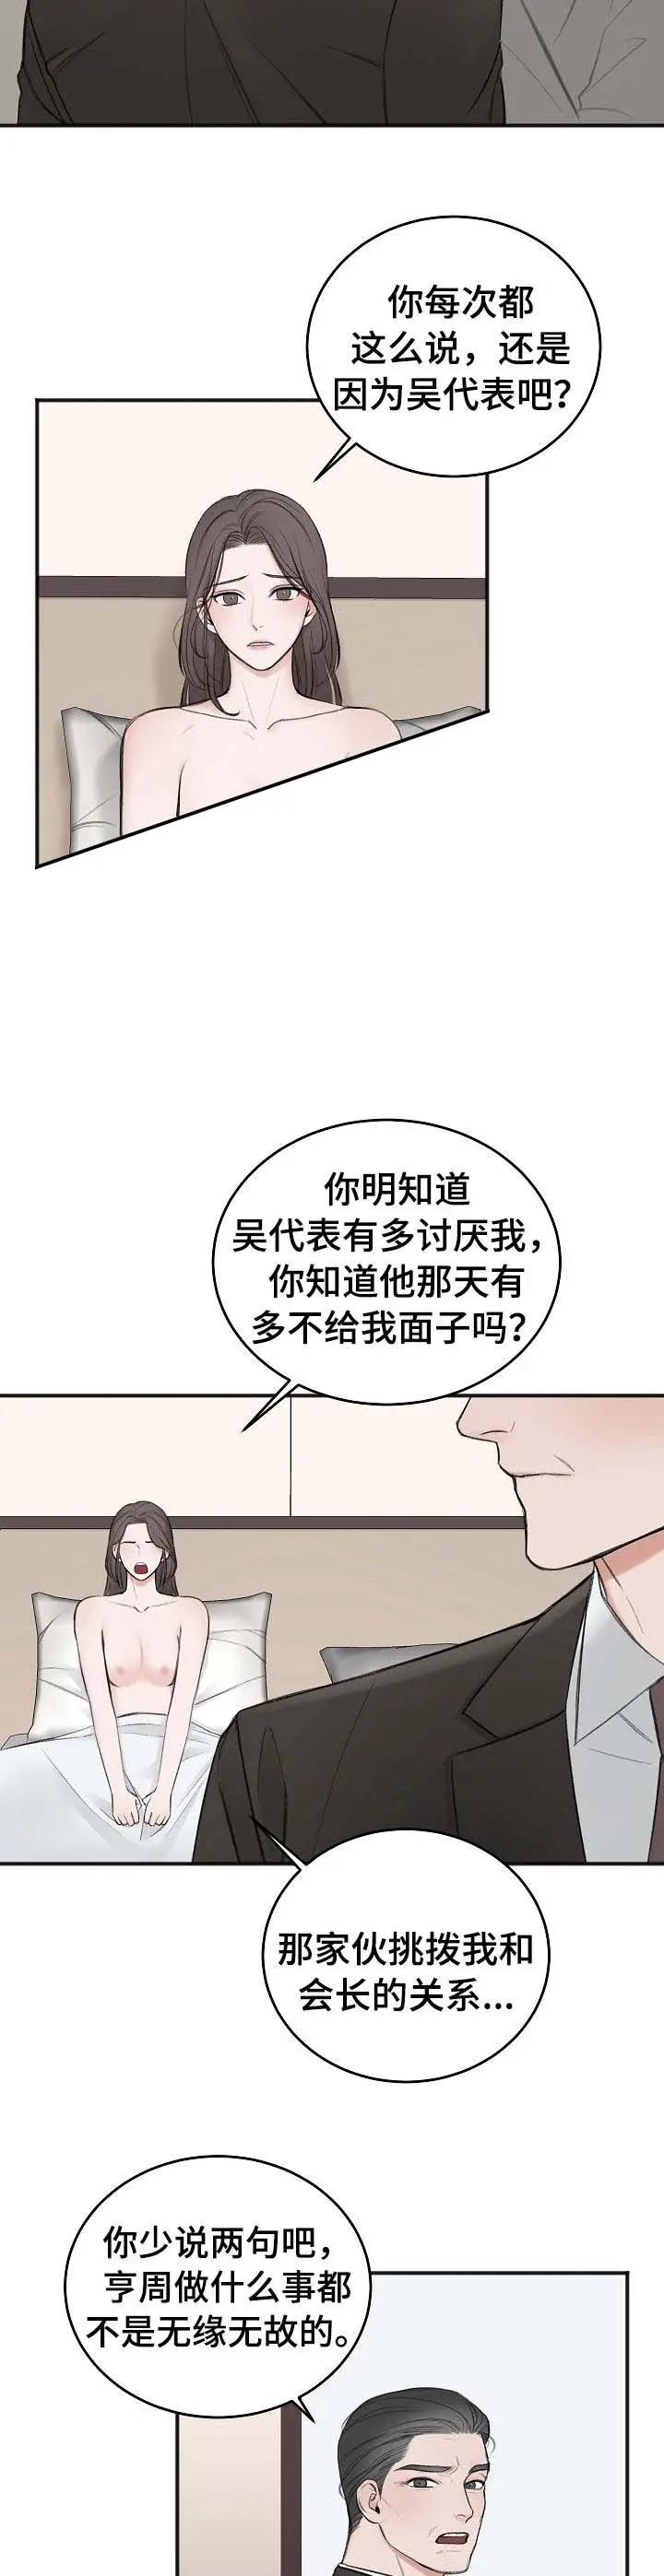 你每次都
这么说，还是
因为吴代表吧？
你明知道
吴代表有多讨厌我，
你知道他那天有
多不给我面子吗？
那家伙挑拨我和
会长的关系…
你少说两句吧，
亨周做什么事都
不是无缘无故的。